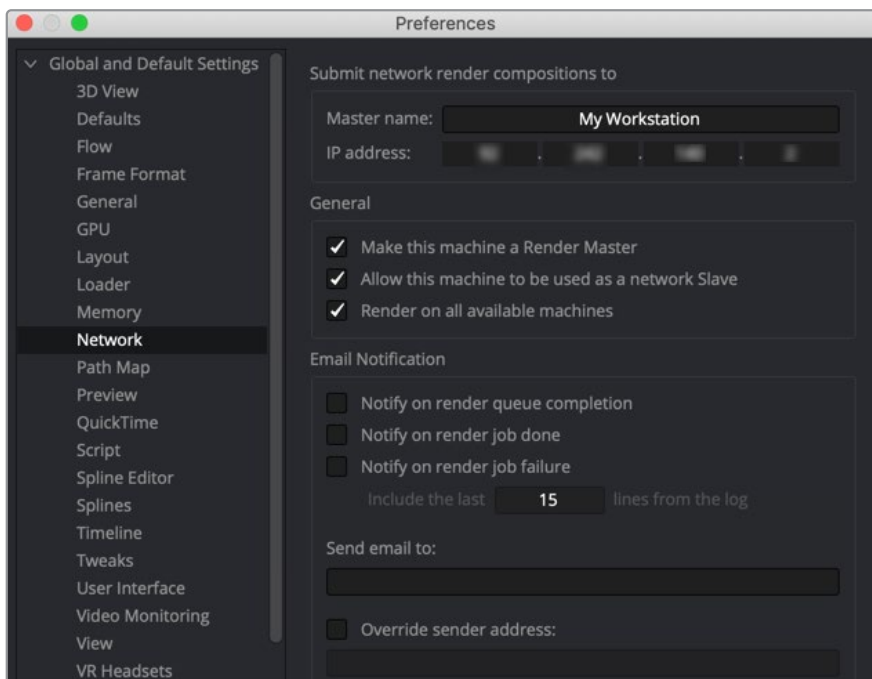 Preferences
Global and Default Settings
3D View
Defaults
Flow
Frame Format
General
GPU
Layout
Loader
Memory
Network
Path Map
Preview
QuickTime
Script
Spline Editor
Splines
Timeline
Tweaks
User Interface
Video Monitoring
View
VR Headsets
Submit network render compositions to
Master name: My Workstation
IP address:
General
Make this machine a Render Master
Allow this machine to be used as a network Slave
Render on all available machines
Email Notification
Notify on render queue completion
Notify on render job done
Notify on render job failure
Include the last 15 lines from the log
Send email to:
Override sender address: